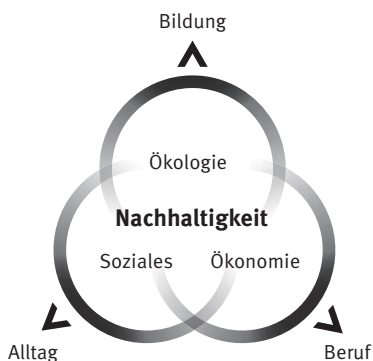 Bildung
Ökologie
Nachhaltigkeit
Soziales Ökonomie
Alltag Beruf